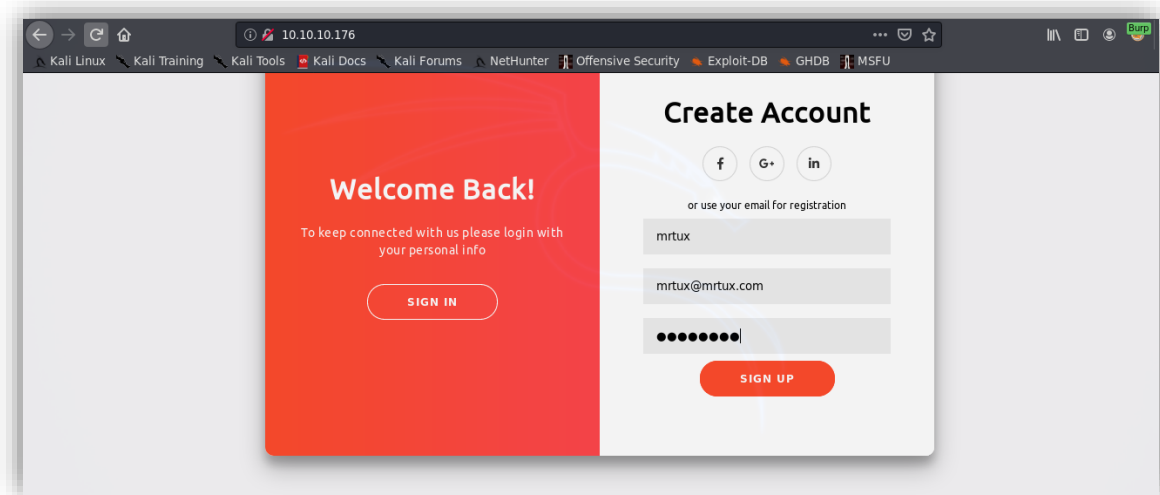 10.10.10.176
Burp
Kali Linux Kali Training Kali Tools Kali Docs Kali Forums NetHunter Offensive Security Exploit-DB GHDB MSFU
Welcome Back!
To keep connected with us please login with
your personal info
SIGN IN
Create Account
f G+ in
or use your email for registration
mrtux
mrtux@mrtux.com
●●●●●●●●
SIGN UP